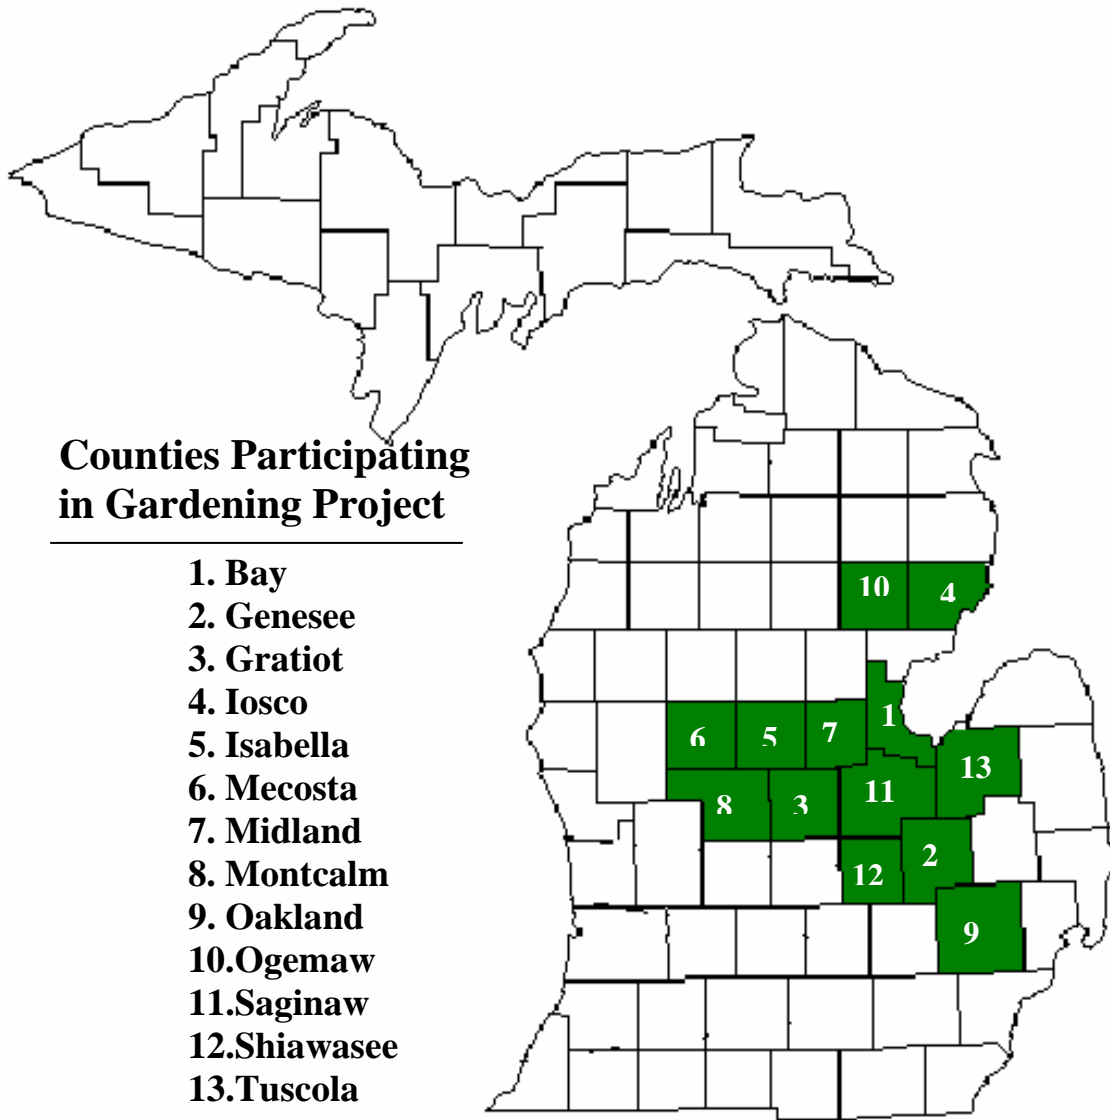 Counties Participating
in Gardening Project
1. Bay
2. Genesee
3. Gratiot
4. Iosco
5. Isabella
6. Mecosta
7. Midland
8. Montcalm
9. Oakland
10.Ogemaw
11.Saginaw
12.Shiawasee
13.Tuscola
10
4
1
6
5
7
13
8
3
11
2
12
9